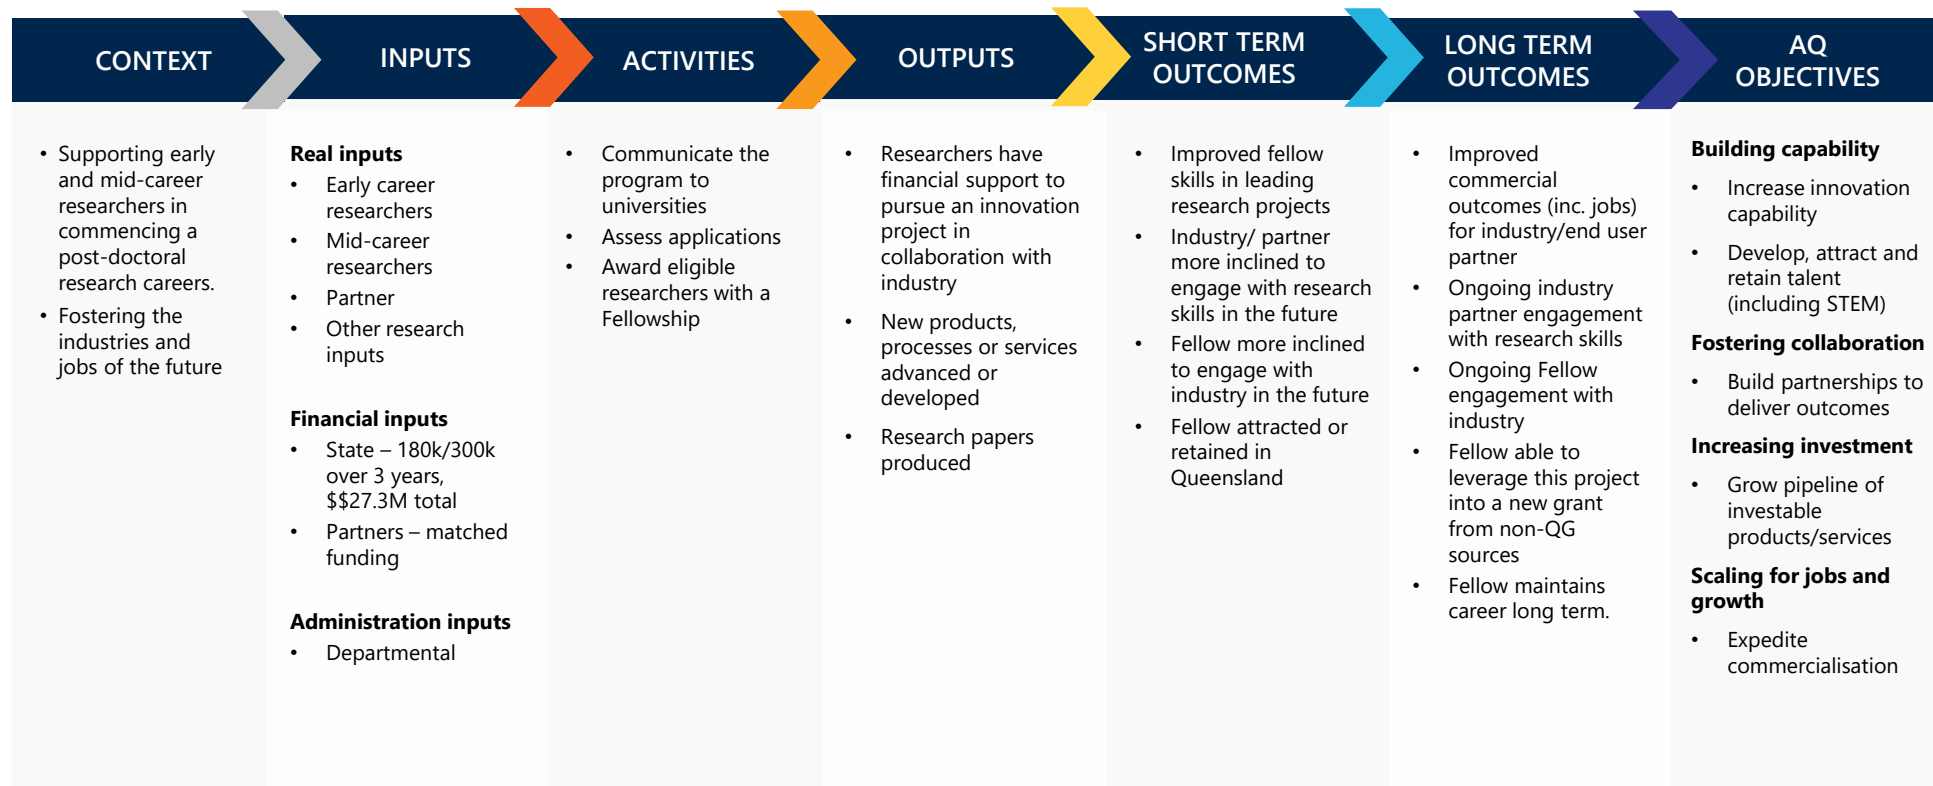 CONTEXT
INPUTS
ACTIVITIES
OUTPUTS
SHORT TERM
OUTCOMES
LONG TERM
OUTCOMES
AQ
OBJECTIVES
• Supporting early
and mid-career
researchers in
commencing a
post-doctoral
research careers.
• Fostering the
industries and
jobs of the future
Real inputs
• Early career
researchers
• Mid-career
researchers
• Partner
• Other research
inputs
Financial inputs
• State – 180k/300k
over 3 years,
$$27.3M total
• Partners – matched
funding
Administration inputs
• Departmental
• Communicate the
program to
universities
• Assess applications
• Award eligible
researchers with a
Fellowship
• Researchers have
financial support to
pursue an innovation
project in
collaboration with
industry
• New products,
processes or services
advanced or
developed
• Research papers
produced
• Improved fellow
skills in leading
research projects
• Industry/ partner
more inclined to
engage with research
skills in the future
• Fellow more inclined
to engage with
industry in the future
• Fellow attracted or
retained in
Queensland
• Improved
commercial
outcomes (inc. jobs)
for industry/end user
partner
• Ongoing industry
partner engagement
with research skills
• Ongoing Fellow
engagement with
industry
• Fellow able to
leverage this project
into a new grant
from non-QG
sources
• Fellow maintains
career long term.
Building capability
• Increase innovation
capability
• Develop, attract and
retain talent
(including STEM)
Fostering collaboration
• Build partnerships to
deliver outcomes
Increasing investment
• Grow pipeline of
investable
products/services
Scaling for jobs and
growth
• Expedite
commercialisation